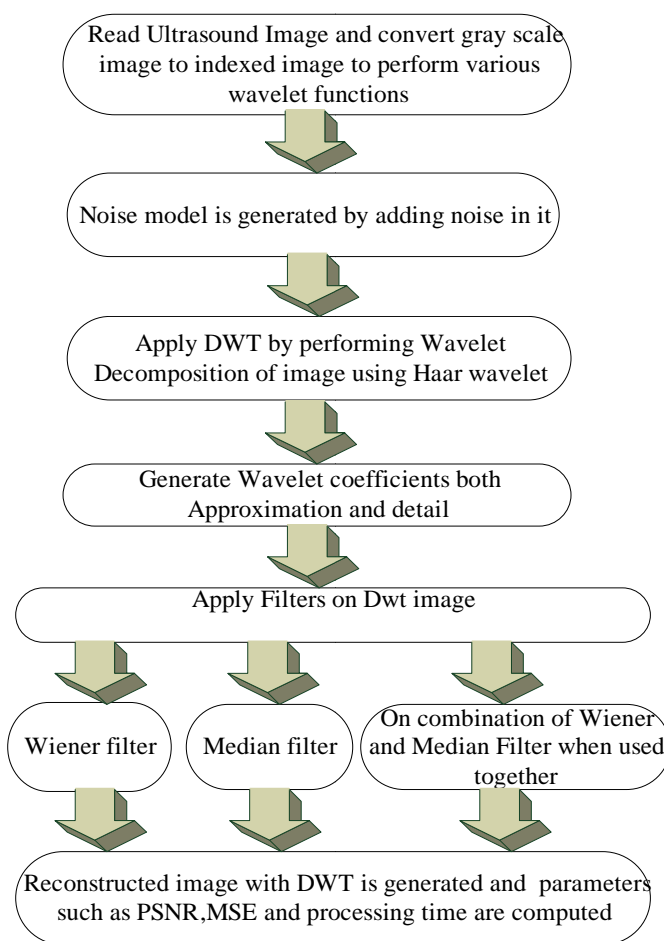 Read Ultrasound Image and convert gray scale
image to indexed image to perform various
wavelet functions
Noise model is generated by adding noise in it
Apply DWT by performing Wavelet
Decomposition of image using Haar wavelet
Generate Wavelet coefficients both
Approximation and detail
Apply Filters on Dwt image
Wiener filter
Median filter
On combination of Wiener
and Median Filter when used
together
Reconstructed image with DWT is generated and parameters
such as PSNR,MSE and processing time are computed